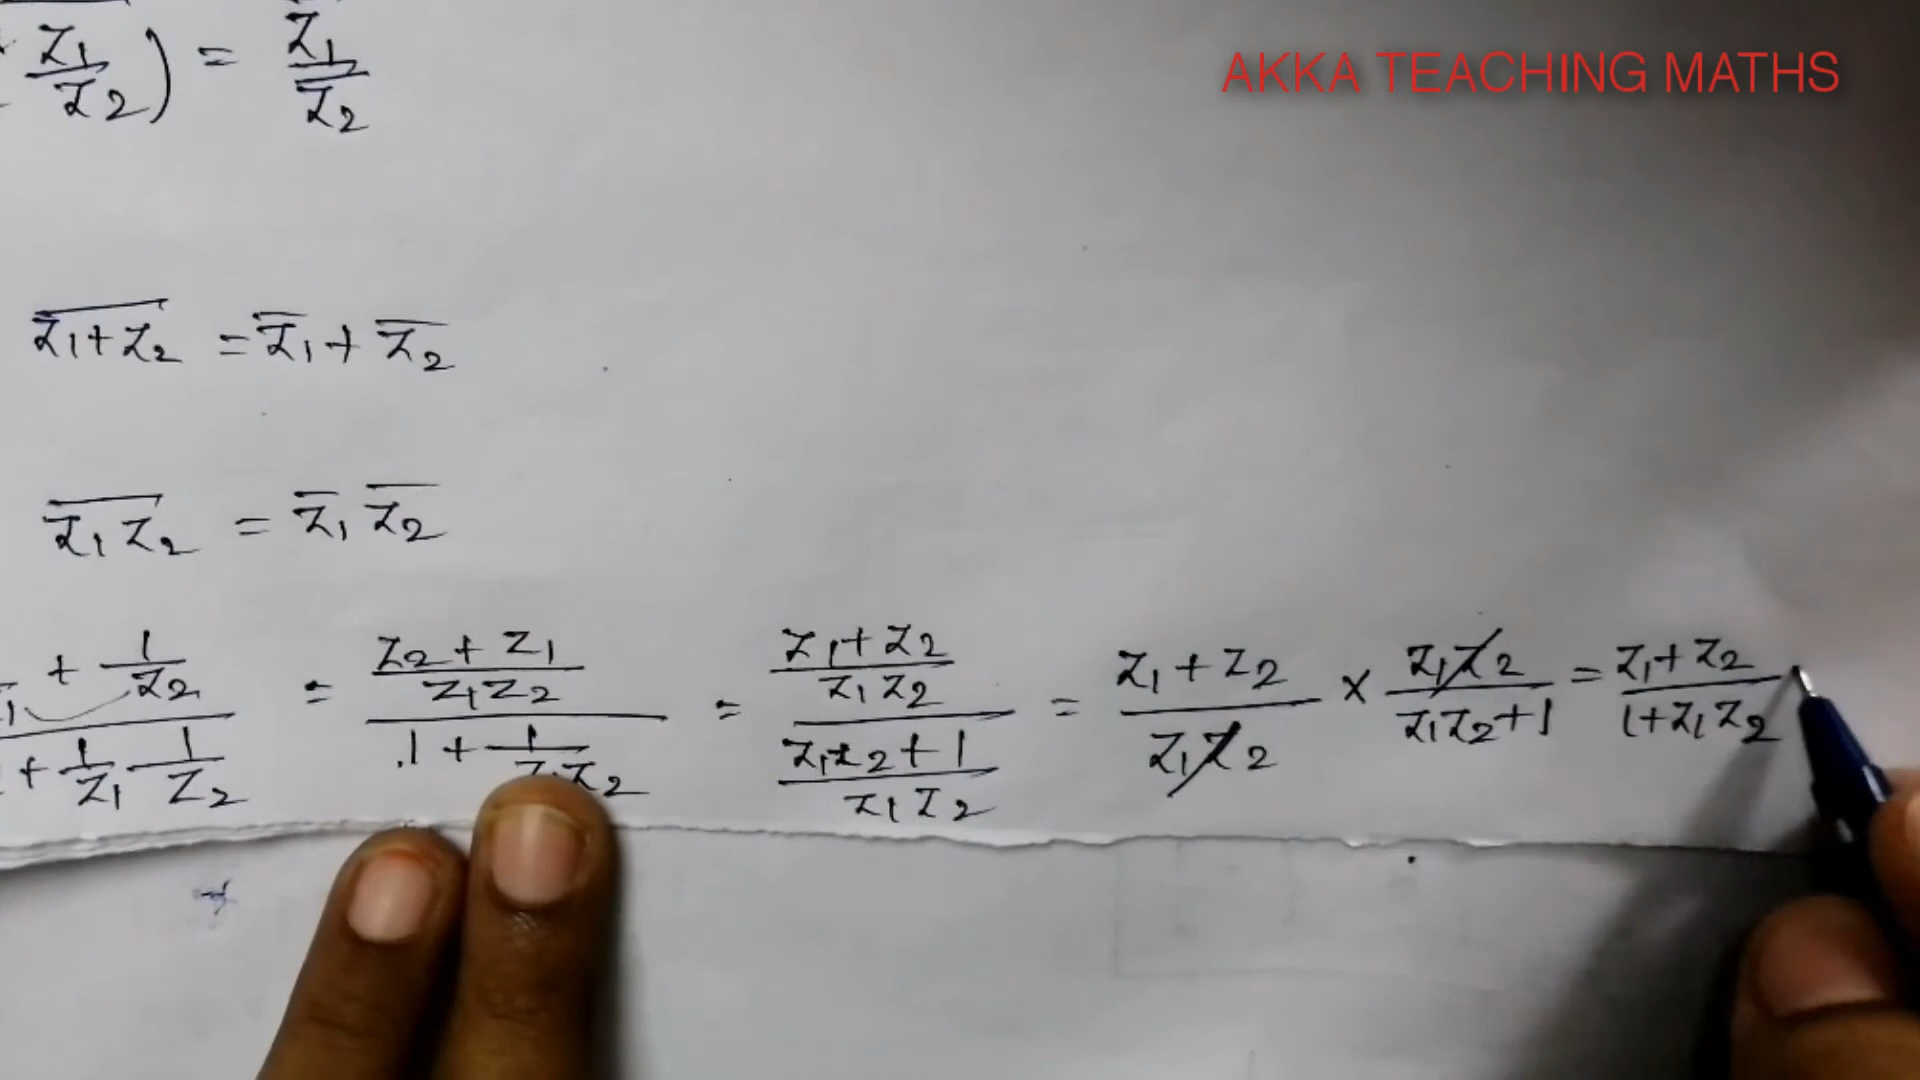 AKKA TEACHING MATHS
z₁/z₂) = z̅₁/z̅₂
\overline{z₁+z₂} = z̅₁ + z̅₂
\overline{z₁z₂} = z̅₁ z̅₂
+ 1/z₂ / + 1/z₁ 1/z₂ = (z₂+z₁)/(z₁z₂) / 1 + 1/z₁z₂ = (z₁+z₂)/(z₁z₂) / (z₁z₂+1)/(z₁z₂) = (z₁+z₂)/(z₁z₂) × (z₁z₂)/(z₁z₂+1) = (z₁+z₂)/(1+z₁z₂)